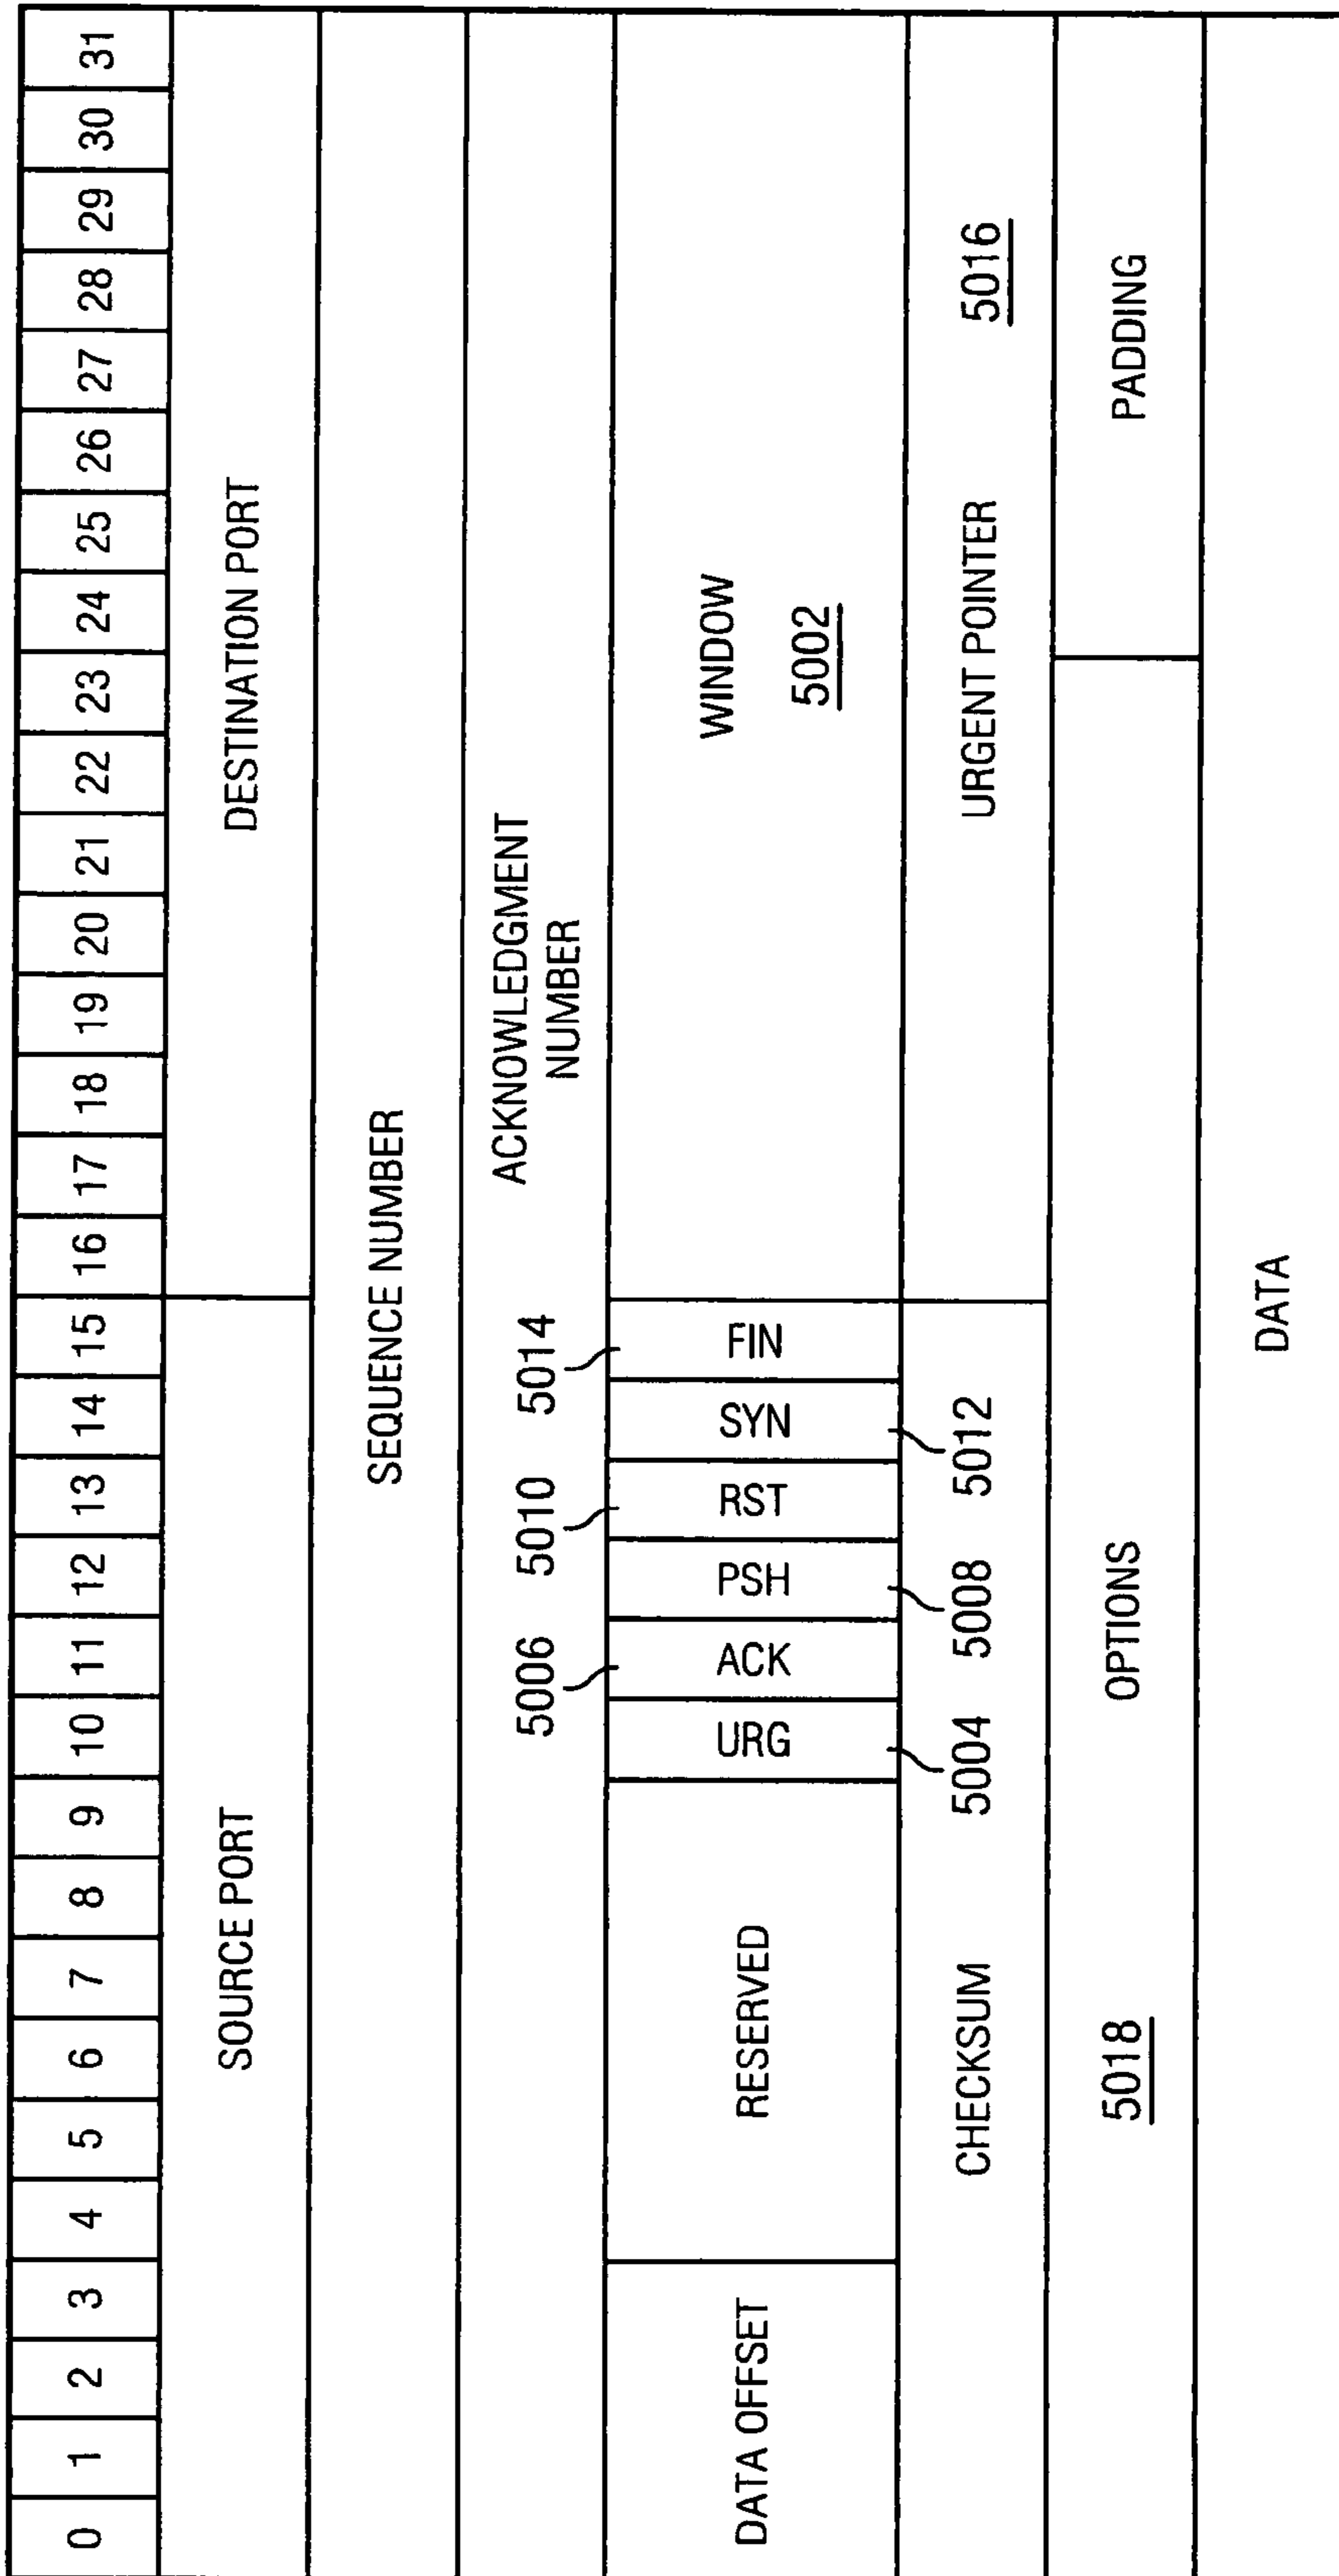 0 1 2 3 4 5 6 7 8 9 10 11 12 13 14 15 16 17 18 19 20 21 22 23 24 25 26 27 28 29 30 31
SOURCE PORT DESTINATION PORT
SEQUENCE NUMBER
ACKNOWLEDGMENT
NUMBER
5006 5010 5014
DATA OFFSET RESERVED URG ACK PSH RST SYN FIN WINDOW
5002
CHECKSUM 5004 5008 5012 URGENT POINTER 5016
5018 OPTIONS PADDING
DATA